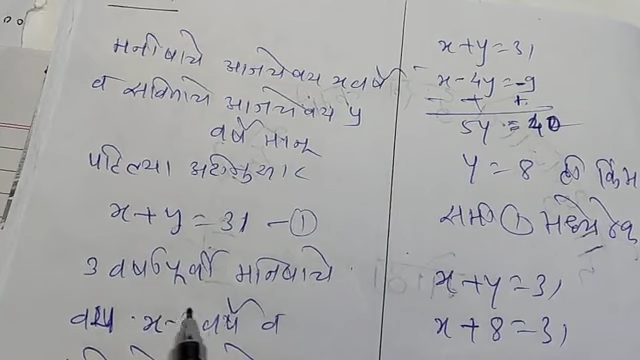 मनीषाचे आजचे वय x वर्षे
व सविताचे आजचे वय y
वर्षे मानू
पहिल्या अटीनुसार
x+y=31 -①
3 वर्षापूर्वी मनिषाचे
वय x- वर्षे व
x+y=31
x-4y=-9
- + +
5y=40
y=8 ही किंमत
समी ① मध्ये ठेवू
x+y=31
x+8=31